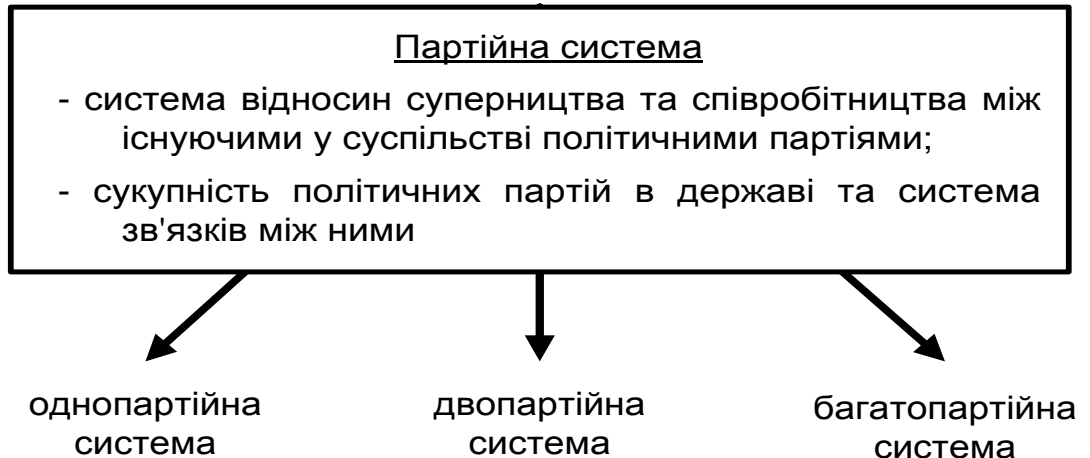 Партійна система
- система відносин суперництва та співробітництва між
існуючими у суспільстві політичними партіями;
- сукупність політичних партій в державі та система
зв'язків між ними
однопартійна
система
двопартійна
система
багатопартійна
система